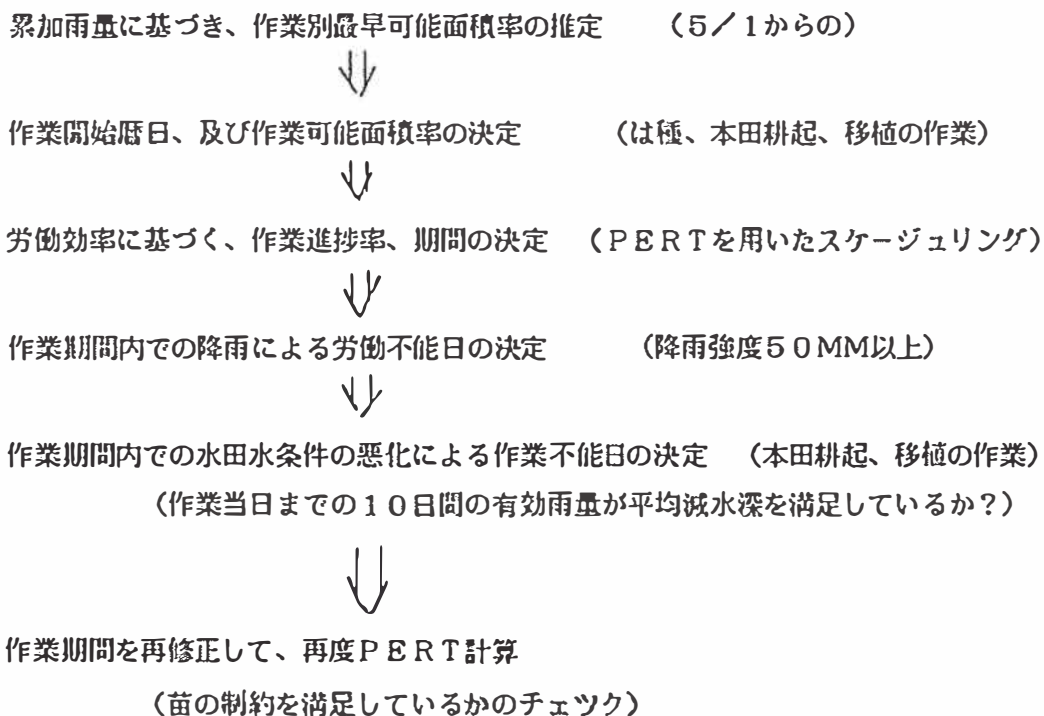 累加雨量に基づき、作業別最早可能面積率の推定　（５／１からの）
作業開始暦日、及び作業可能面積率の決定　（は種、本田耕起、移植の作業）
労働効率に基づく、作業進捗率、期間の決定　（ＰＥＲＴを用いたスケージュリング）
作業期間内での降雨による労働不能日の決定　（降雨強度５０ＭＭ以上）
作業期間内での水田水条件の悪化による作業不能日の決定　（本田耕起、移植の作業）
（作業当日までの１０日間の有効雨量が平均減水深を満足しているか？）
作業期間を再修正して、再度ＰＥＲＴ計算
（苗の制約を満足しているかのチェツク）